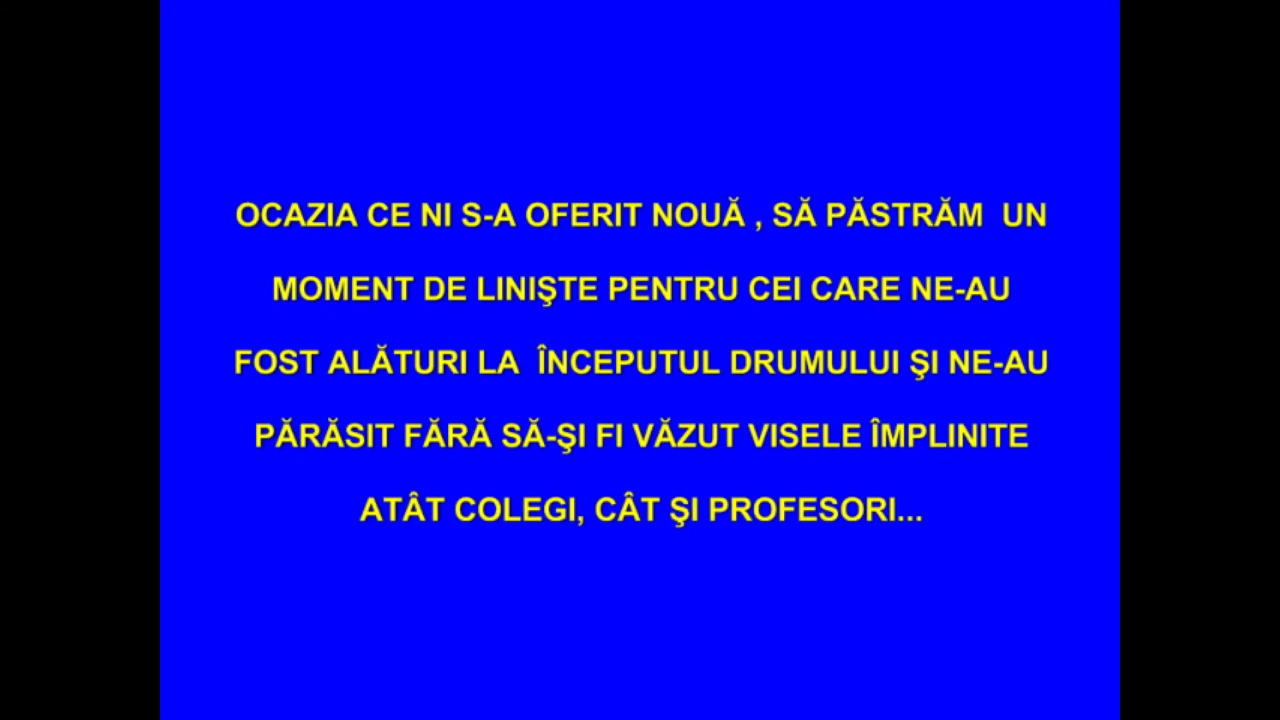 OCAZIA CE NI S-A OFERIT NOUĂ , SĂ PĂSTRĂM  UN
MOMENT DE LINIŞTE PENTRU CEI CARE NE-AU
FOST ALĂTURI LA  ÎNCEPUTUL DRUMULUI ŞI NE-AU
PĂRĂSIT FĂRĂ SĂ-ŞI FI VĂZUT VISELE ÎMPLINITE
ATÂT COLEGI, CÂT ŞI PROFESORI...